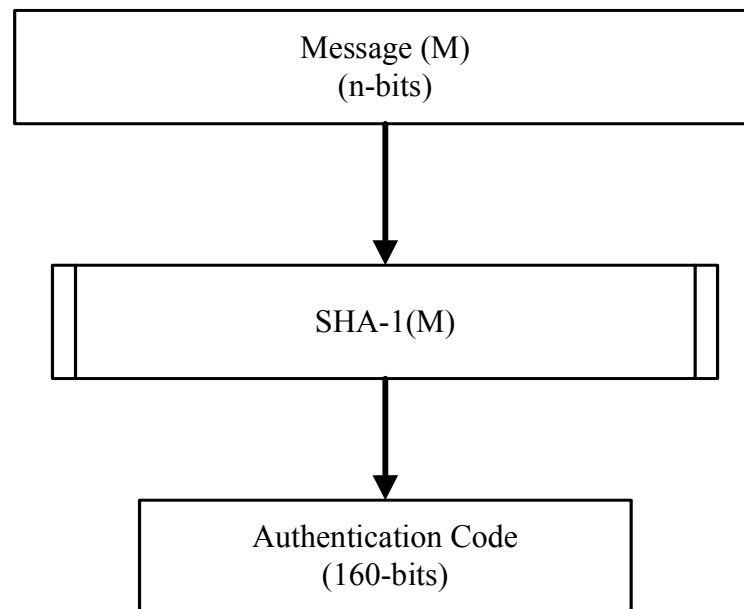 Message (M)
(n-bits)
SHA-1(M)
Authentication Code
(160-bits)